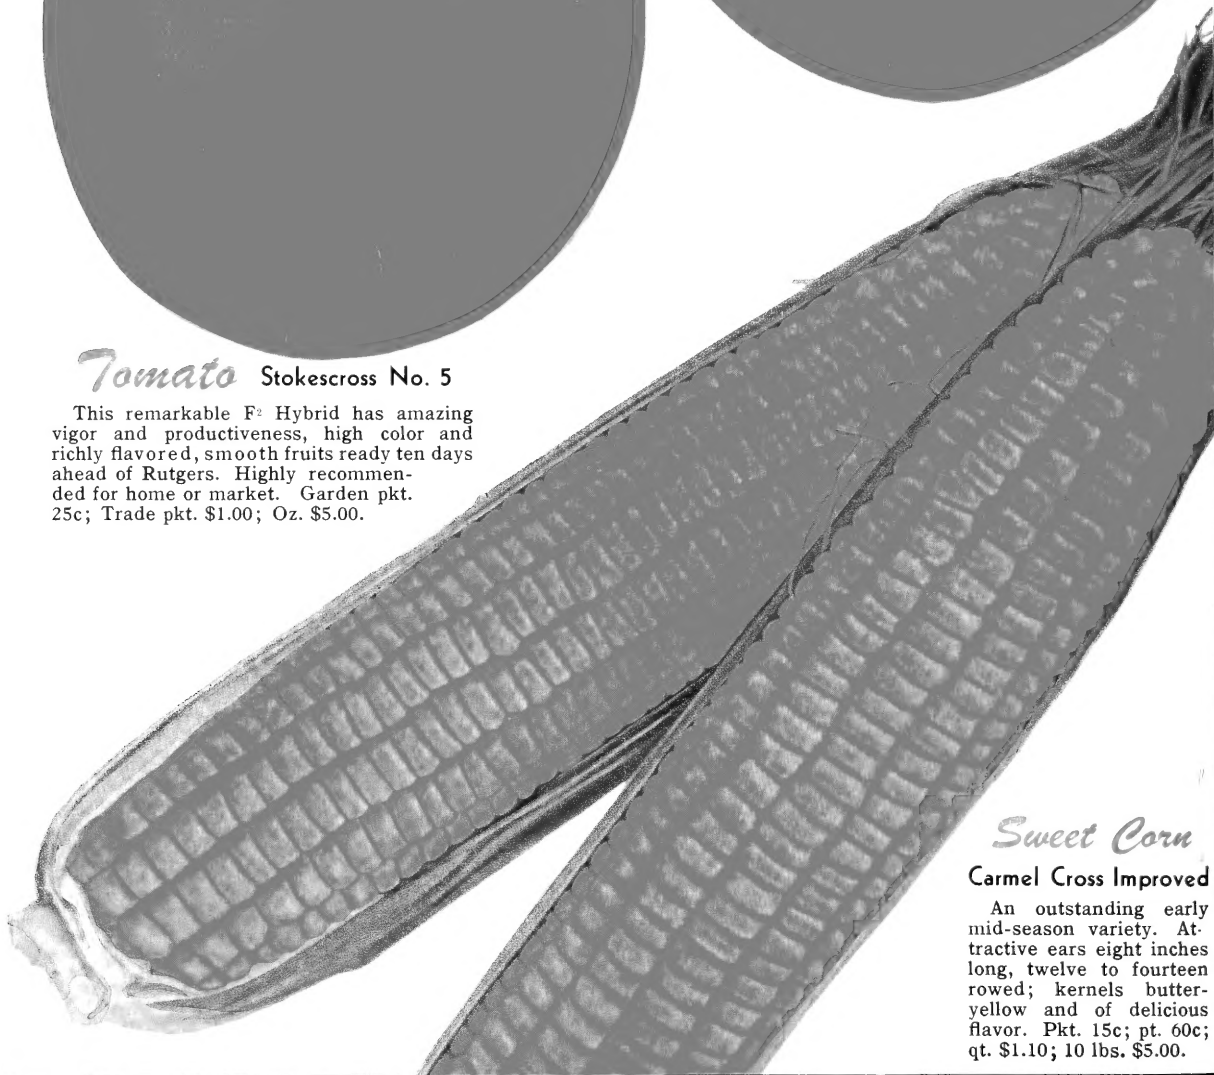 Tomato Stokescross No. 5
This remarkable F² Hybrid has amazing
vigor and productiveness, high color and
richly flavored, smooth fruits ready ten days
ahead of Rutgers. Highly recommen-
ded for home or market. Garden pkt.
25c; Trade pkt. $1.00; Oz. $5.00.
Sweet Corn
Carmel Cross Improved
An outstanding early
mid-season variety. At-
tractive ears eight inches
long, twelve to fourteen
rowed; kernels butter-
yellow and of delicious
flavor. Pkt. 15c; pt. 60c;
qt. $1.10; 10 lbs. $5.00.